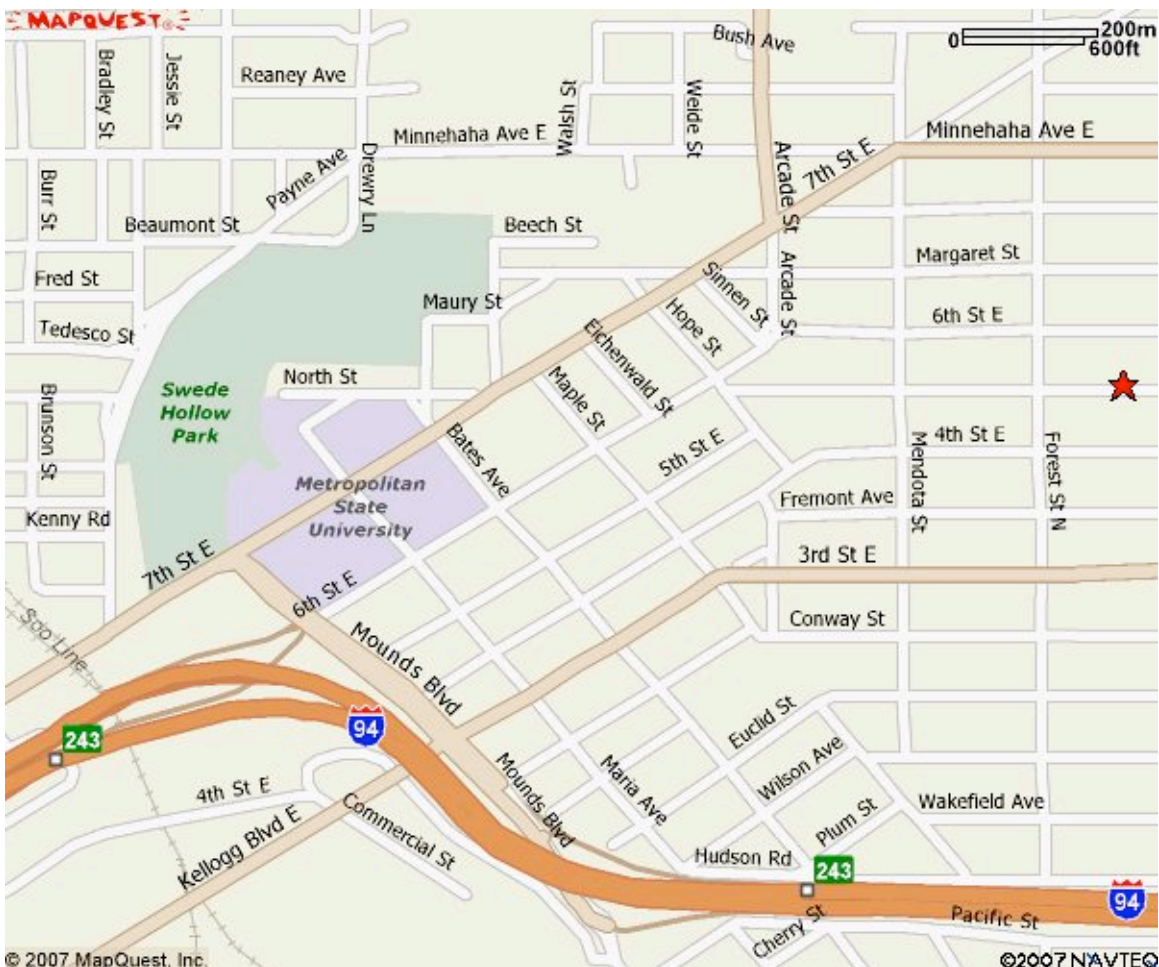 MAPQUEST
Bush Ave
0 200m
600ft
Bradley St
Jessie St
Reaney Ave
Walsh St
Weide St
Minnehaha Ave E
Minnehaha Ave E
Payne Ave
Drewry Ln
Arcade St
7th St E
Burr St
Beaumont St
Beech St
Fred St
Arcade St
Margaret St
Sinnen St
Maury St
Hope St
6th St E
Tedesco St
Eichenwald St
North St
Swede
Hollow
Park
Maple St
Brunson St
Bates Ave
5th St E
4th St E
Mendota St
Forest St N
Metropolitan
State
University
Fremont Ave
Kenny Rd
7th St E
3rd St E
6th St E
Soo Line
Mounds Blvd
Conway St
94
243
Euclid St
Maria Ave
Wilson Ave
Mounds Blvd
4th St E
Commercial St
Wakefield Ave
Plum St
Kellogg Blvd E
Hudson Rd
243
94
Pacific St
Cherry St
© 2007 MapQuest, Inc.
©2007 NAVTEQ